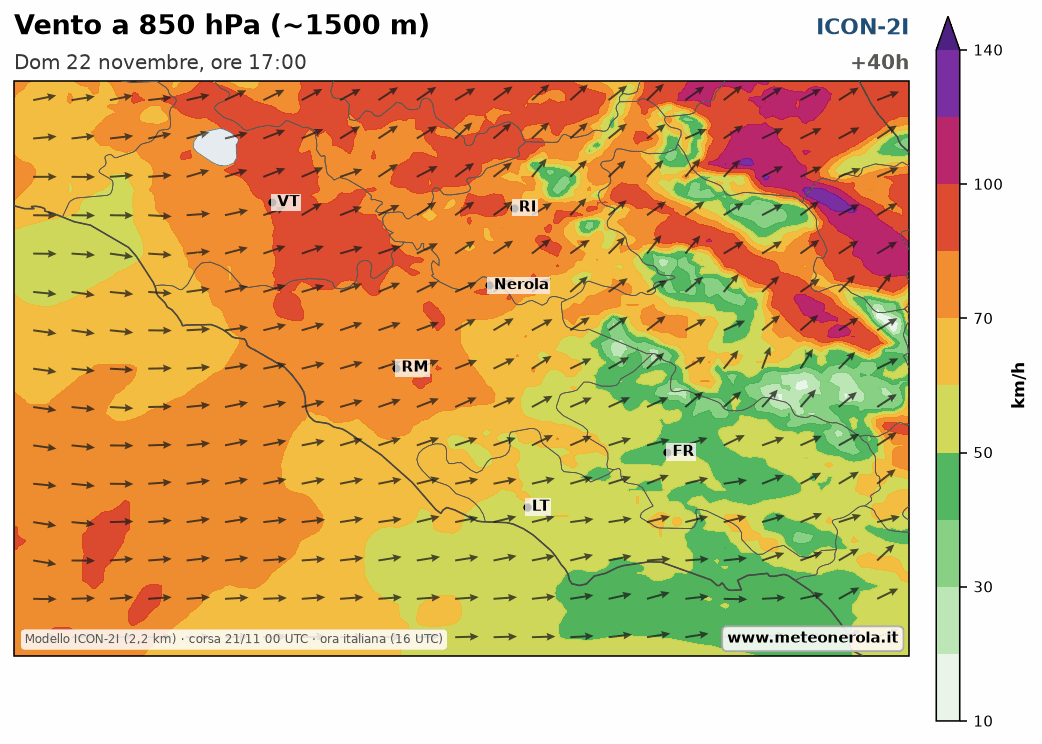 Vento a 850 hPa (~1500 m)
ICON-2I
Dom 22 novembre, ore 17:00
+40h
VT
RI
Nerola
RM
FR
LT
Modello ICON-2I (2,2 km) · corsa 21/11 00 UTC · ora italiana (16 UTC)
www.meteonerola.it
140
100
70
50
30
10
km/h